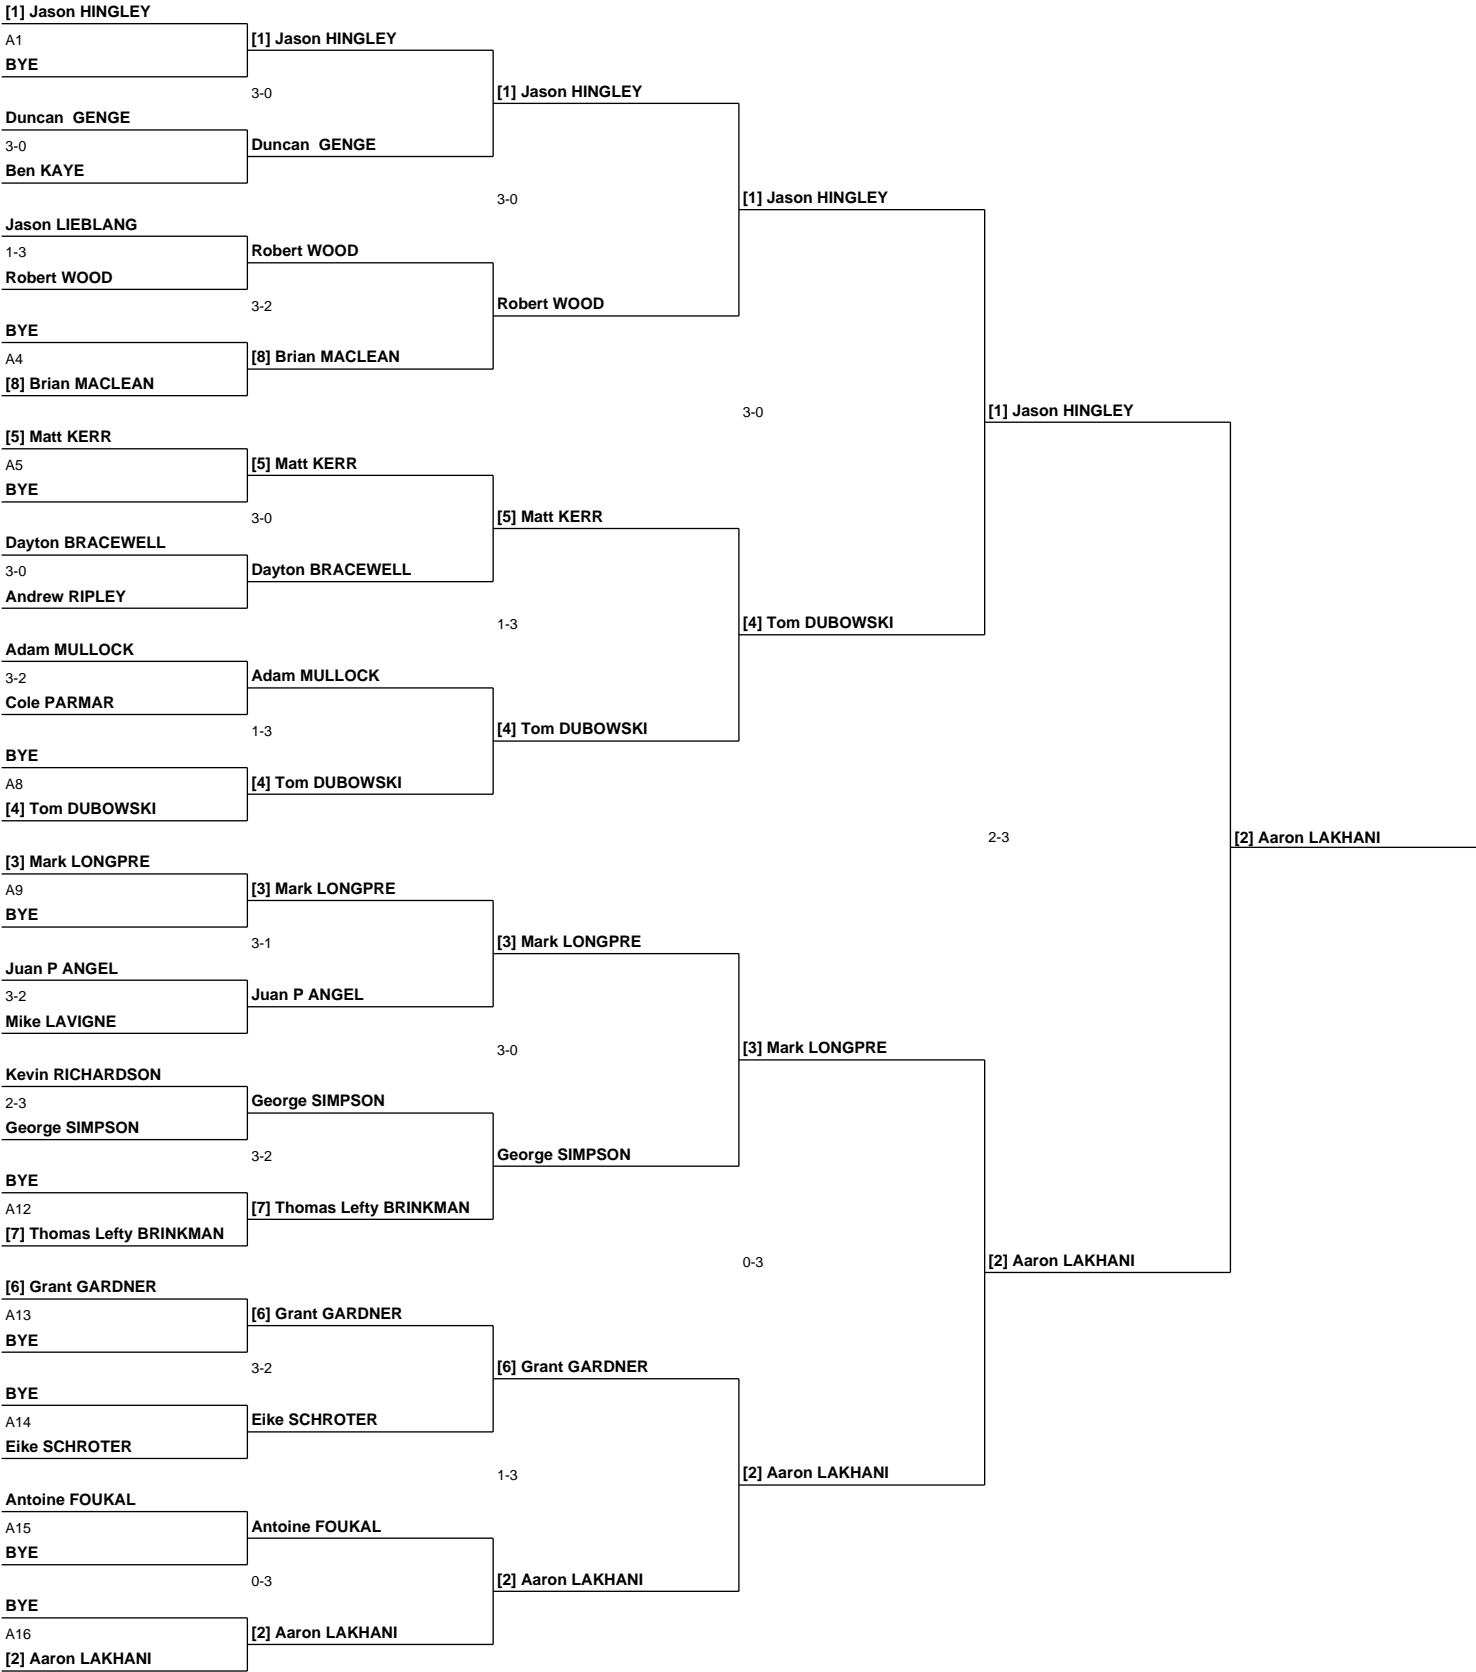 [1] Jason HINGLEY
A1
BYE
[1] Jason HINGLEY
3-0
Duncan  GENGE
3-0
Ben KAYE
Duncan  GENGE
[1] Jason HINGLEY
3-0
Jason LIEBLANG
1-3
Robert WOOD
Robert WOOD
3-2
BYE
A4
[8] Brian MACLEAN
[8] Brian MACLEAN
Robert WOOD
[1] Jason HINGLEY
3-0
[5] Matt KERR
A5
BYE
[5] Matt KERR
3-0
Dayton BRACEWELL
3-0
Andrew RIPLEY
Dayton BRACEWELL
[5] Matt KERR
1-3
Adam MULLOCK
3-2
Cole PARMAR
Adam MULLOCK
1-3
BYE
A8
[4] Tom DUBOWSKI
[4] Tom DUBOWSKI
[4] Tom DUBOWSKI
[4] Tom DUBOWSKI
[1] Jason HINGLEY
2-3
[2] Aaron LAKHANI
[3] Mark LONGPRE
A9
BYE
[3] Mark LONGPRE
3-1
Juan P ANGEL
3-2
Mike LAVIGNE
Juan P ANGEL
[3] Mark LONGPRE
3-0
Kevin RICHARDSON
2-3
George SIMPSON
George SIMPSON
3-2
BYE
A12
[7] Thomas Lefty BRINKMAN
[7] Thomas Lefty BRINKMAN
George SIMPSON
[3] Mark LONGPRE
0-3
[6] Grant GARDNER
A13
BYE
[6] Grant GARDNER
3-2
BYE
A14
Eike SCHROTER
Eike SCHROTER
[6] Grant GARDNER
1-3
Antoine FOUKAL
A15
BYE
Antoine FOUKAL
0-3
BYE
A16
[2] Aaron LAKHANI
[2] Aaron LAKHANI
[2] Aaron LAKHANI
[2] Aaron LAKHANI
[2] Aaron LAKHANI